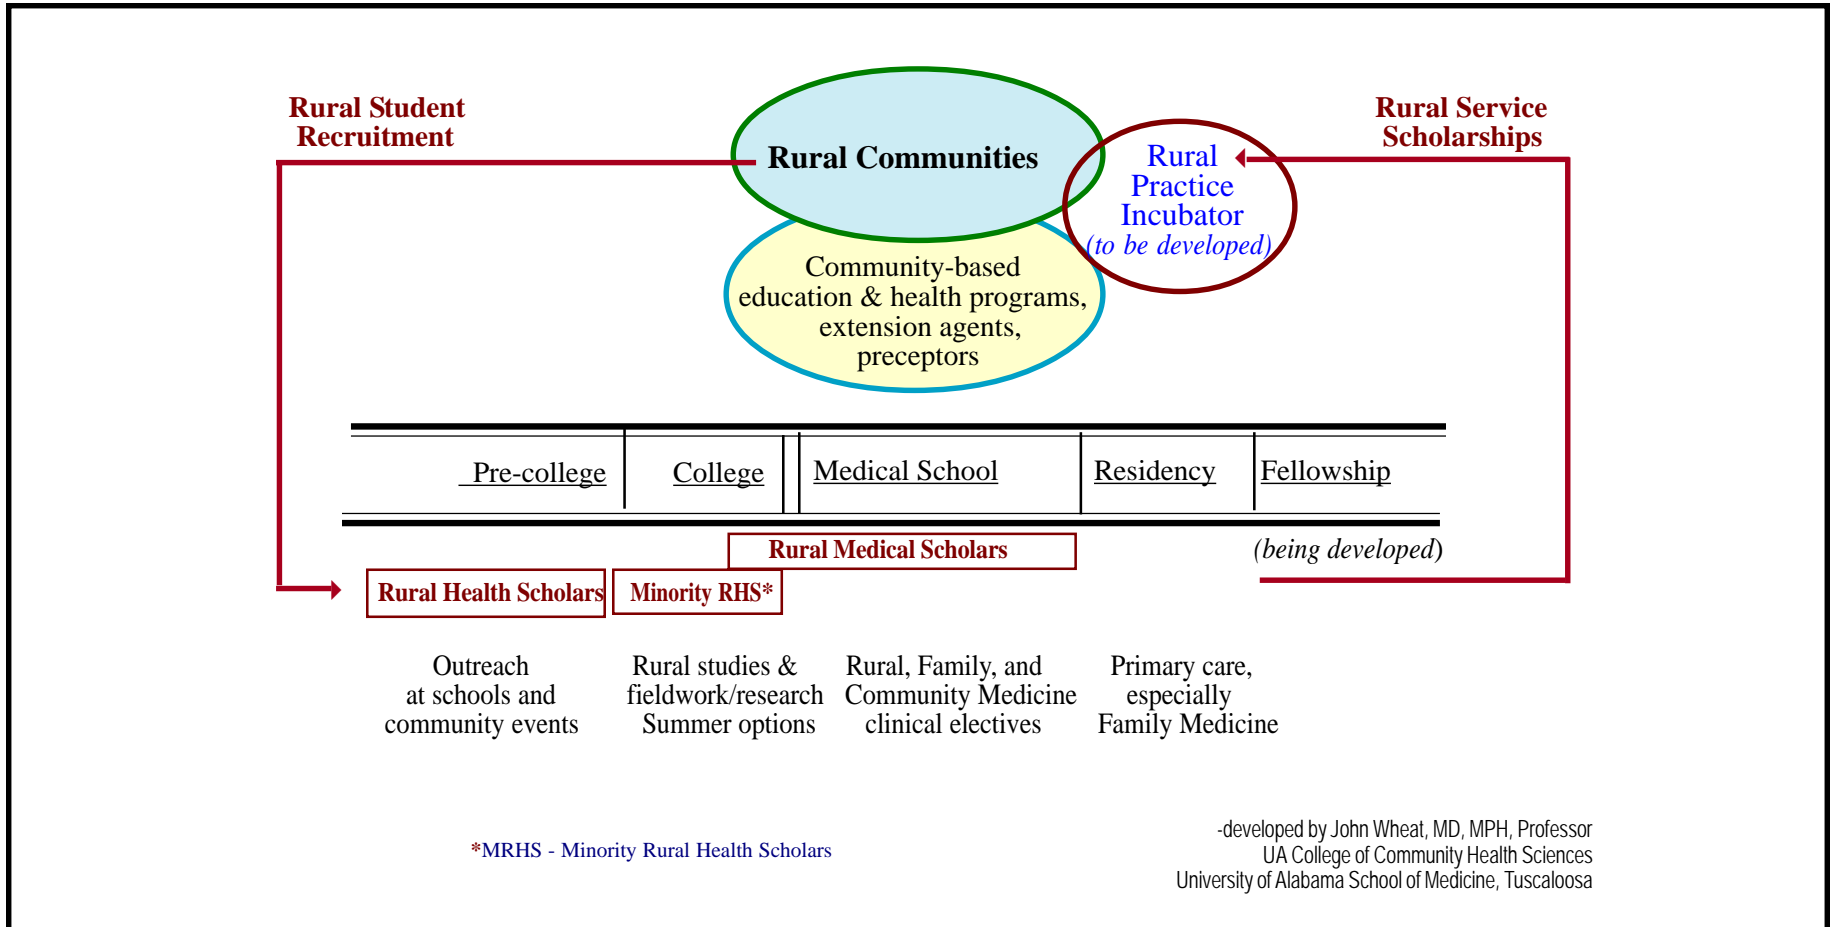 Rural Student
Recruitment
Rural Communities
Rural
Practice
Incubator
(to be developed)
Rural Service
Scholarships
Community-based
education & health programs,
extension agents,
preceptors
Pre-college
College
Medical School
Residency
Fellowship
Rural Medical Scholars
(being developed)
Rural Health Scholars
Minority RHS*
Outreach
at schools and
community events
Rural studies &
fieldwork/research
Summer options
Rural, Family, and
Community Medicine
clinical electives
Primary care,
especially
Family Medicine
*MRHS - Minority Rural Health Scholars
-developed by John Wheat, MD, MPH, Professor
UA College of Community Health Sciences
University of Alabama School of Medicine, Tuscaloosa